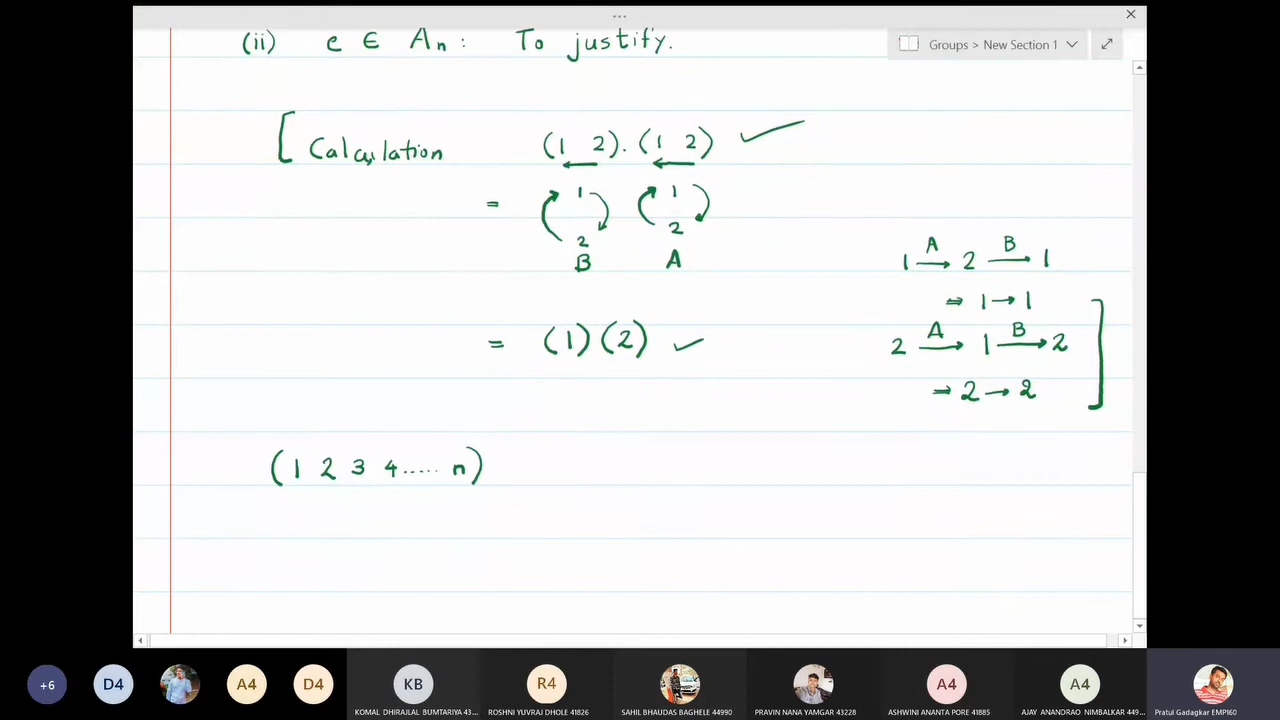 (ii) e ∈ An : To justify.
Groups > New Section 1
[ Calculation (1 2) . (1 2) ✓
= 1 2 B 1 2 A
1 A→ 2 B→ 1
⇒ 1 → 1
= (1) (2) ✓
2 A→ 1 B→ 2
⇒ 2 → 2 ]
(1 2 3 4 ..... n)
+6 D4 A4 D4 KB R4 A4 A4
KOMAL DHIRAJLAL BUMTARIYA 43... ROSHNI YUVRAJ DHOLE 41826 SAHIL BHAUDAS BAGHELE 44990 PRAVIN NANA YAMGAR 43228 ASHWINI ANANTA PORE 41885 AJAY ANANDRAO NIMBALKAR 449... Pratul Gadagkar EMP160